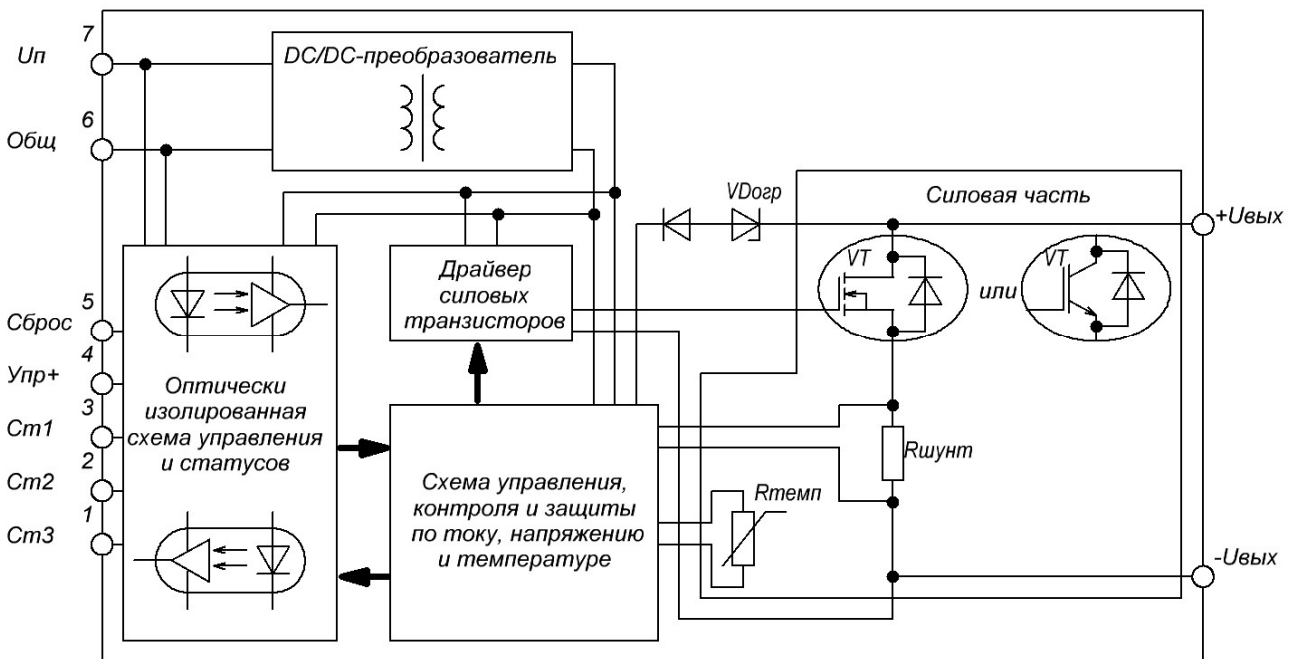 7
Uп
DC/DC-преобразователь
6
Общ
VDогр
Силовая часть
+Uвых
VT
или
VT
Драйвер
силовых
транзисторов
5
Сброс
4
Упр+
3
Ст1
2
Ст2
1
Ст3
Оптически
изолированная
схема управления
и статусов
Схема управления,
контроля и защиты
по току, напряжению
и температуре
Rшунт
Rтемп
-Uвых